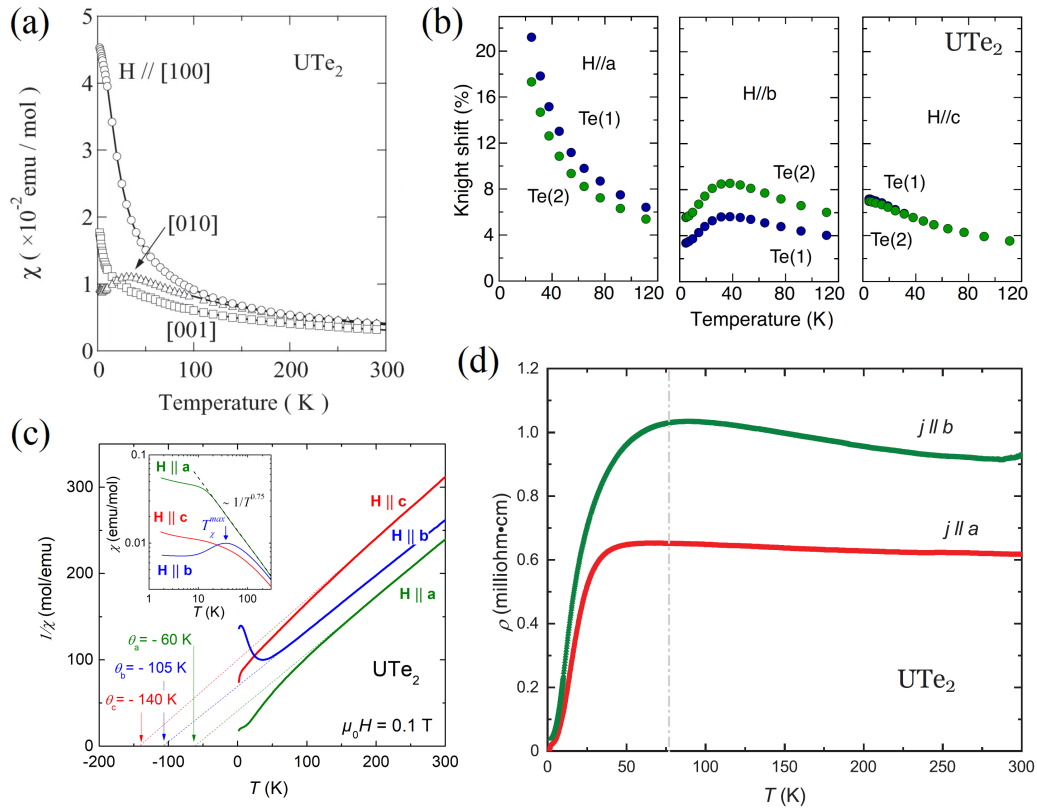 (a)
5
4
3
2
1
0
χ ( ×10⁻² emu / mol )
H // [100]
UTe₂
[010]
[001]
0
100
200
300
Temperature ( K )
(b)
20
16
12
8
4
0
Knight shift (%)
H//a
Te(1)
Te(2)
0 40 80 120
H//b
Te(2)
Te(1)
0 40 80 120
UTe₂
H//c
Te(1)
Te(2)
0 40 80 120
Temperature (K)
(c)
300
200
100
0
1/χ (mol/emu)
0.1
0.01
χ (emu/mol)
H || a
~ 1/T^0.75
H || c
T_χ^max
H || b
1 10 100
T (K)
H || c
H || b
H || a
θₐ= - 60 K
θ_b= - 105 K
θ_c= - 140 K
UTe₂
μ₀H = 0.1 T
-200 -100 0 100 200 300
T (K)
(d)
1.2
1.0
0.8
0.6
0.4
0.2
0
ρ (milliohm•cm)
j || b
j || a
UTe₂
0 50 100 150 200 250 300
T (K)